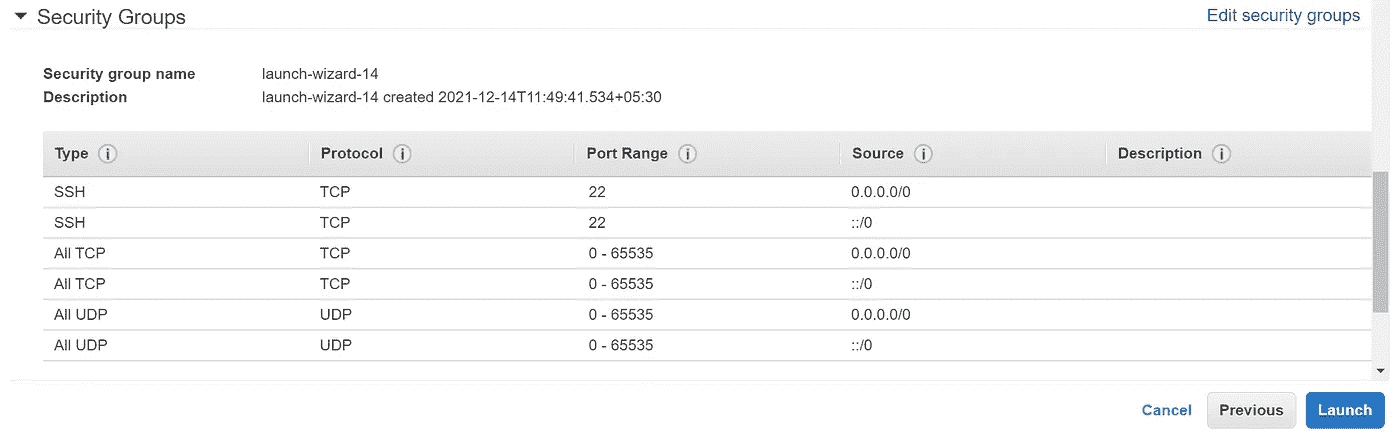 Security Groups Edit security groups
Security group name launch-wizard-14
Description launch-wizard-14 created 2021-12-14T11:49:41.534+05:30
Type Protocol Port Range Source Description
SSH TCP 22 0.0.0.0/0
SSH TCP 22 ::/0
All TCP TCP 0 - 65535 0.0.0.0/0
All TCP TCP 0 - 65535 ::/0
All UDP UDP 0 - 65535 0.0.0.0/0
All UDP UDP 0 - 65535 ::/0
Cancel Previous Launch